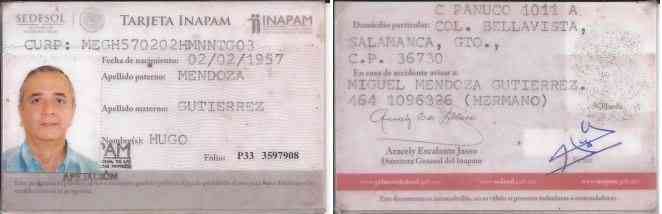 SEDESOL
TARJETA INAPAM
INAPAM
CURP: MEGH570202HMNNTG03
Fecha de nacimiento: 02/02/1957
Apellido paterno: MENDOZA
Apellido materno: GUTIERREZ
Nombre(s): HUGO
Folio: P33 3597908
C PANUCO 1011 A
Domicilio particular: COL. BELLAVISTA,
SALAMANCA, GTO.,
C.P. 36730
En caso de accidente avisar a:
MIGUEL MENDOZA GUTIERREZ.
464 1096326 (HERMANO)
Aracely Escalante Jasso
Directora General del Inapam